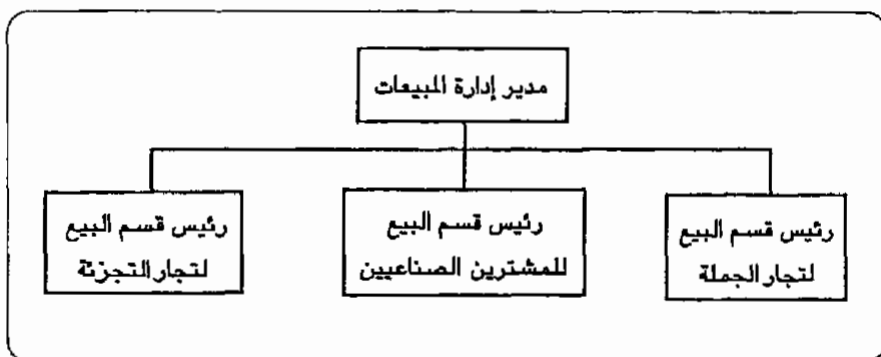 مدير إدارة المبيعات
رئيس قسم البيع
لتجار الجملة
رئيس قسم البيع
للمشترين الصناعيين
رئيس قسم البيع
لتجار التجزئة